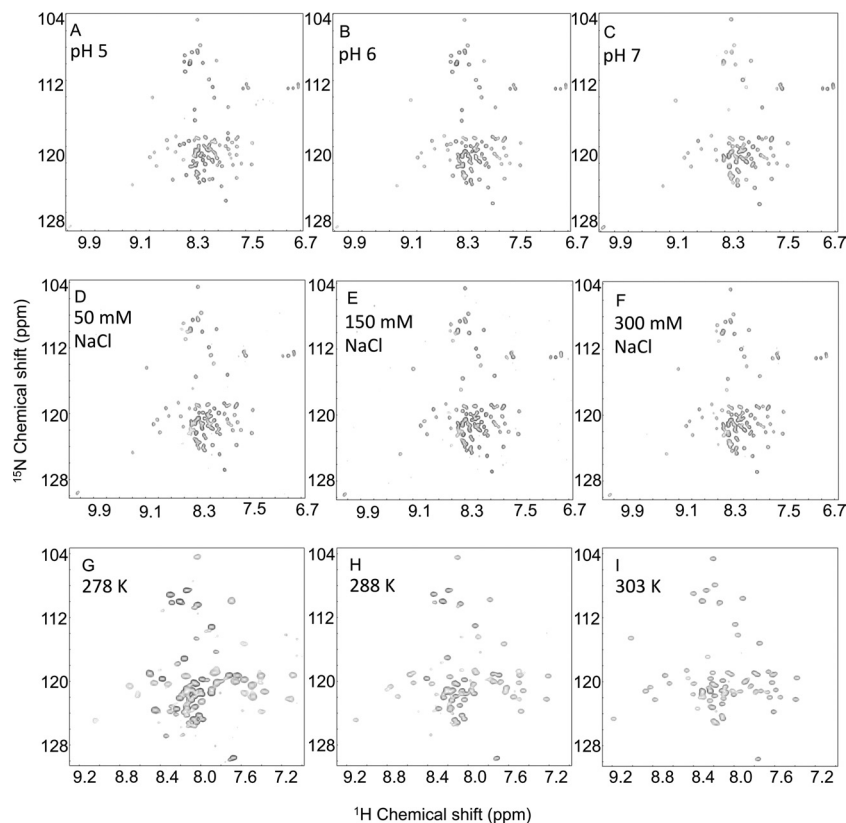 104
112
120
128
A
pH 5
9.9 9.1 8.3 7.5 6.7
104
112
120
128
B
pH 6
9.9 9.1 8.3 7.5 6.7
104
112
120
128
C
pH 7
9.9 9.1 8.3 7.5 6.7
¹⁵N Chemical shift (ppm)
104
112
120
128
D
50 mM
NaCl
9.9 9.1 8.3 7.5 6.7
104
112
120
128
E
150 mM
NaCl
9.9 9.1 8.3 7.5 6.7
104
112
120
128
F
300 mM
NaCl
9.9 9.1 8.3 7.5 6.7
104
112
120
128
G
278 K
9.2 8.8 8.4 8.0 7.6 7.2
104
112
120
128
H
288 K
9.2 8.8 8.4 8.0 7.6 7.2
104
112
120
128
I
303 K
9.2 8.8 8.4 8.0 7.6 7.2
¹H Chemical shift (ppm)